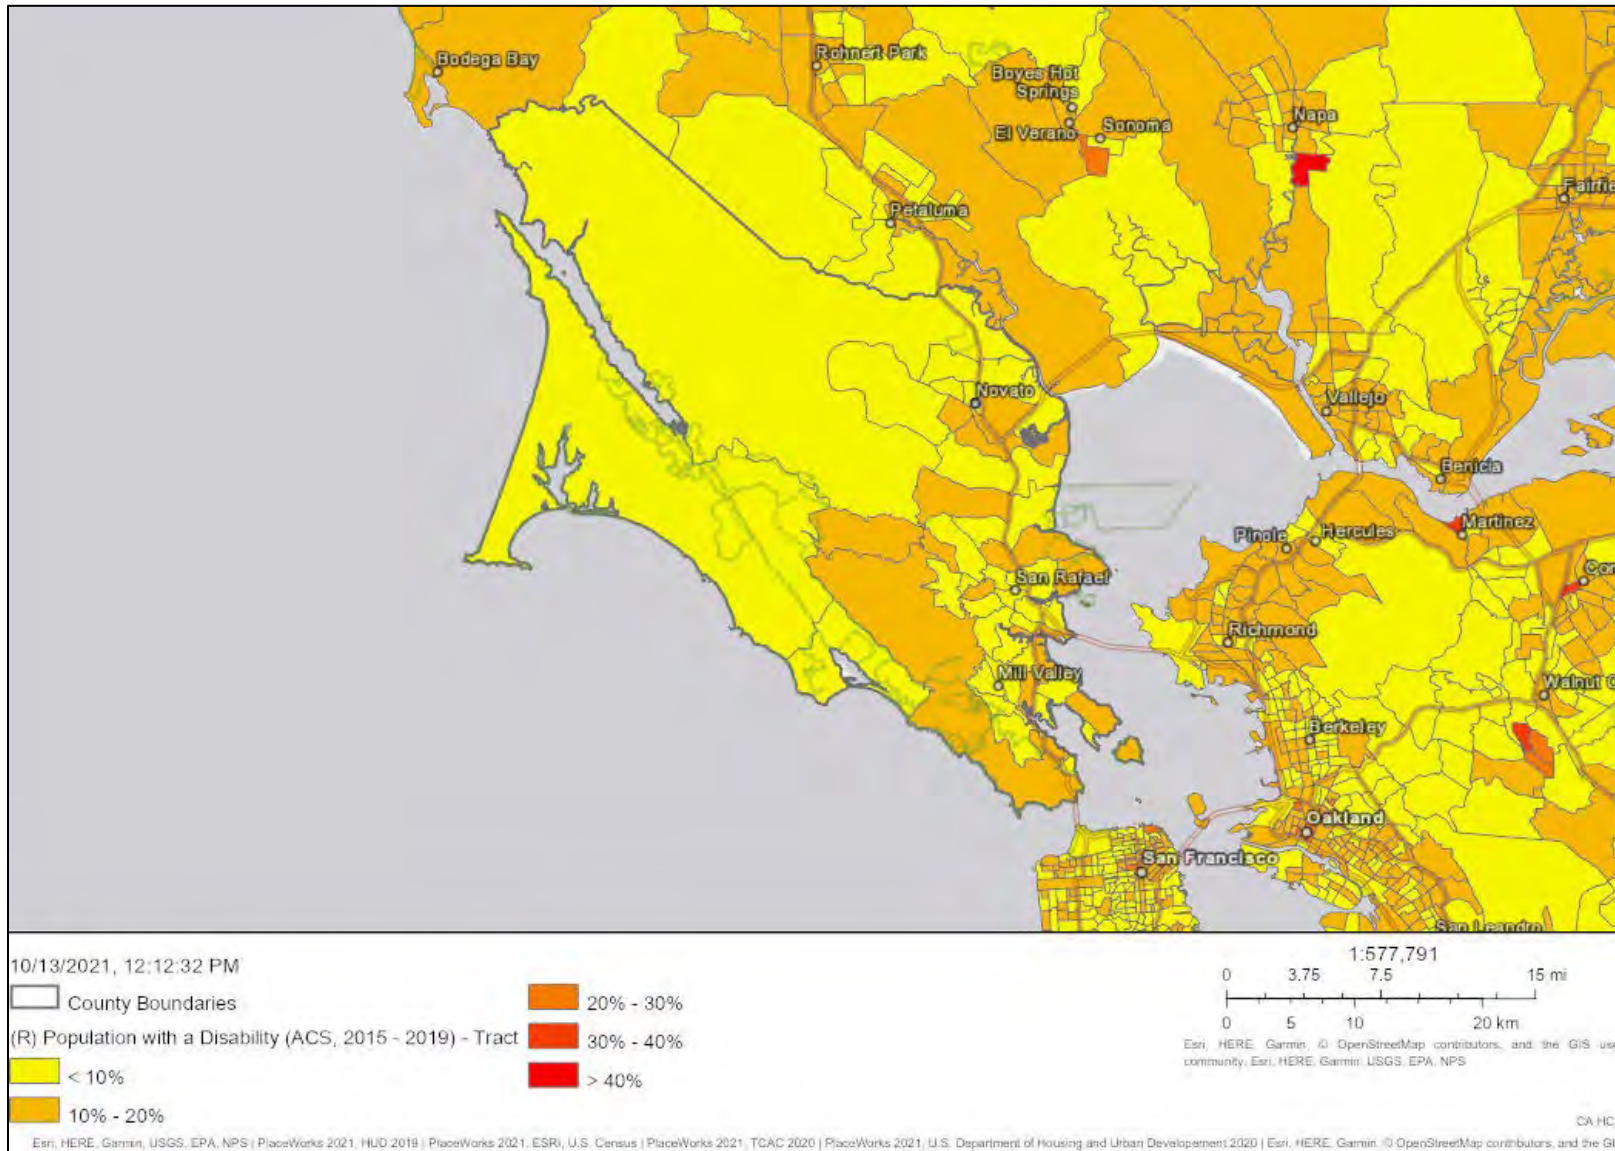 Bodega Bay
Rohnert Park
Boyes Hot
Springs
El Verano
Sonoma
Napa
Fairfie
Petaluma
Novato
Vallejo
Benicia
Martinez
Pinole
Hercules
Con
San Rafael
Richmond
Mill Valley
Walnut C
Berkeley
Oakland
San Francisco
San Leandro
10/13/2021, 12:12:32 PM
County Boundaries
(R) Population with a Disability (ACS, 2015 - 2019) - Tract
< 10%
10% - 20%
20% - 30%
30% - 40%
> 40%
1:577,791
0 3.75 7.5 15 mi
0 5 10 20 km
Esri, HERE, Garmin, © OpenStreetMap contributors, and the GIS use
community, Esri, HERE, Garmin, USGS, EPA, NPS
CA HC
Esri, HERE, Garmin, USGS, EPA, NPS | PlaceWorks 2021, HUD 2019 | PlaceWorks 2021, ESRI, U.S. Census | PlaceWorks 2021, TCAC 2020 | PlaceWorks 2021, U.S. Department of Housing and Urban Developement 2020 | Esri, HERE, Garmin, © OpenStreetMap contributors, and the GI